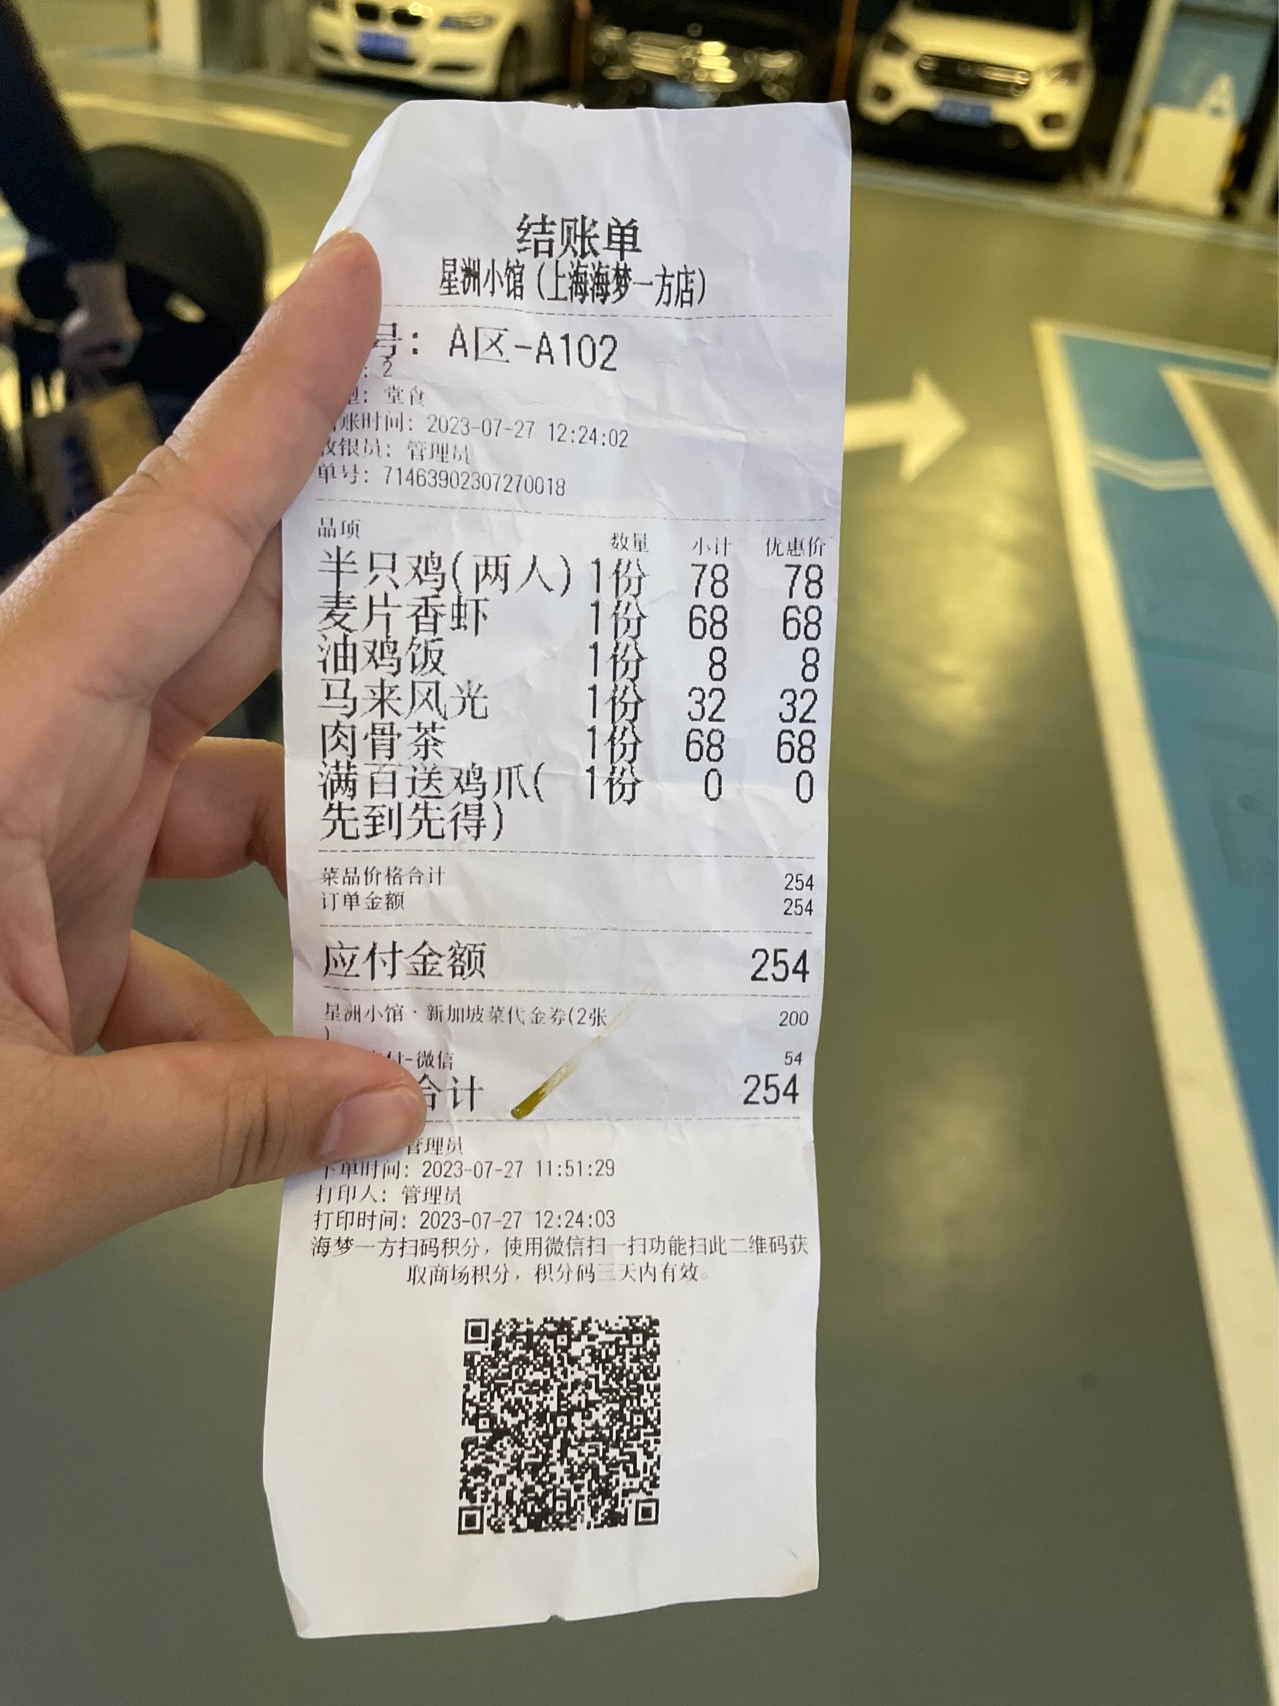 结账单
星洲小馆(上海海梦一方店)
号: A区-A102
: 2
型: 堂食
账时间: 2023-07-27 12:24:02
收银员: 管理员
单号: 71463902307270018
品项 数量 小计 优惠价
半只鸡(两人) 1份 78 78
麦片香虾 1份 68 68
油鸡饭 1份 8 8
马来风光 1份 32 32
肉骨茶 1份 68 68
满百送鸡爪( 1份 0 0
先到先得)
菜品价格合计 254
订单金额 254
应付金额 254
星洲小馆·新加坡菜代金券(2张 200
)
付-微信 54
合计 254
管理员
下单时间: 2023-07-27 11:51:29
打印人: 管理员
打印时间: 2023-07-27 12:24:03
海梦一方扫码积分，使用微信扫一扫功能扫此二维码获
取商场积分，积分码三天内有效。
A